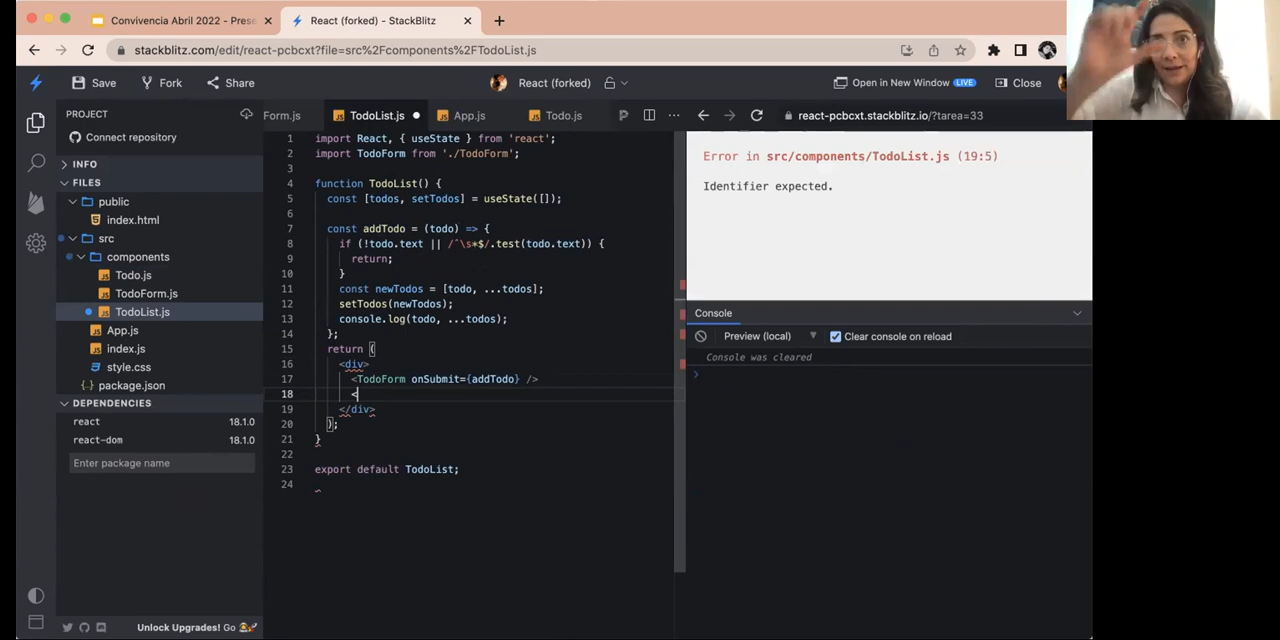 Convivencia Abril 2022 - Prese
React (forked) - StackBlitz
stackblitz.com/edit/react-pcbcxt?file=src%2Fcomponents%2FTodoList.js
Save
Fork
Share
React (forked)
Open in New Window LIVE
Close
PROJECT
Connect repository
INFO
FILES
public
index.html
src
components
Todo.js
TodoForm.js
TodoList.js
App.js
index.js
style.css
package.json
DEPENDENCIES
react 18.1.0
react-dom 18.1.0
Enter package name
Unlock Upgrades! Go
Form.js
TodoList.js
App.js
Todo.js
1 import React, { useState } from 'react';
2 import TodoForm from './TodoForm';
3
4 function TodoList() {
5 const [todos, setTodos] = useState([]);
6
7 const addTodo = (todo) => {
8 if (!todo.text || /^\s*$/.test(todo.text)) {
9 return;
10 }
11 const newTodos = [todo, ...todos];
12 setTodos(newTodos);
13 console.log(todo, ...todos);
14 };
15 return (
16 <div>
17 <TodoForm onSubmit={addTodo} />
18 <
19 </div>
20 );
21 }
22
23 export default TodoList;
24
react-pcbcxt.stackblitz.io/?tarea=33
Error in src/components/TodoList.js (19:5)
Identifier expected.
Console
Preview (local)
Clear console on reload
Console was cleared